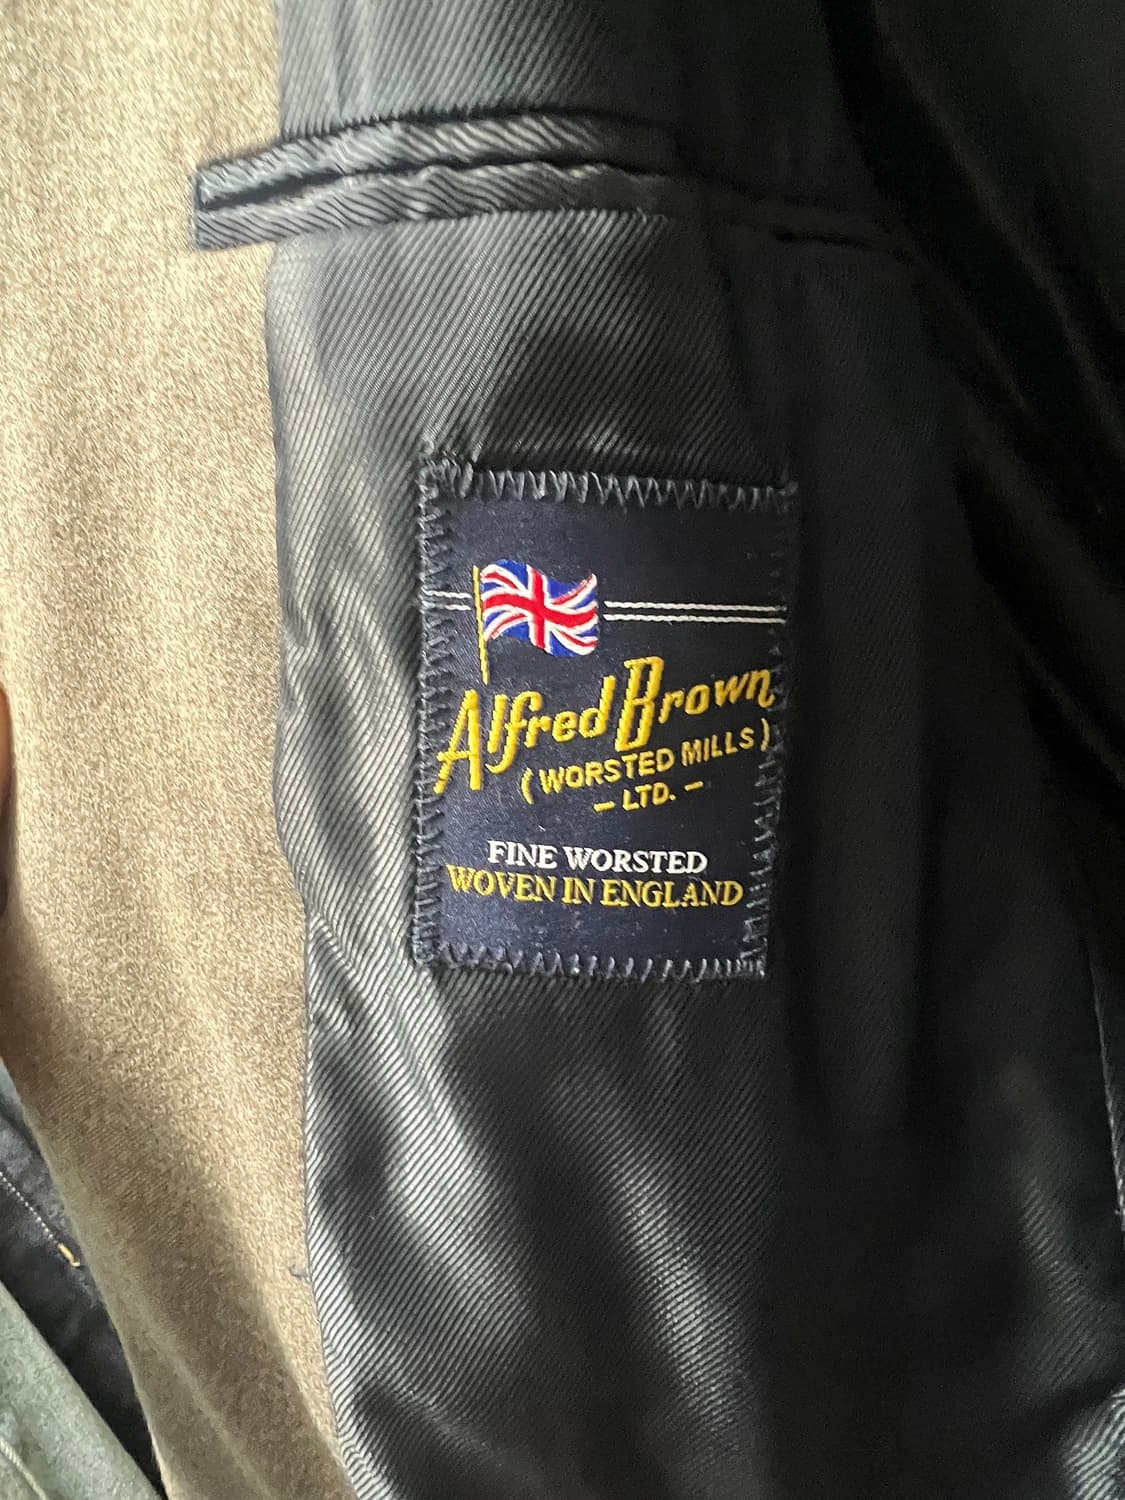 Alfred Brown
(WORSTED MILLS)
- LTD. -
FINE WORSTED
WOVEN IN ENGLAND